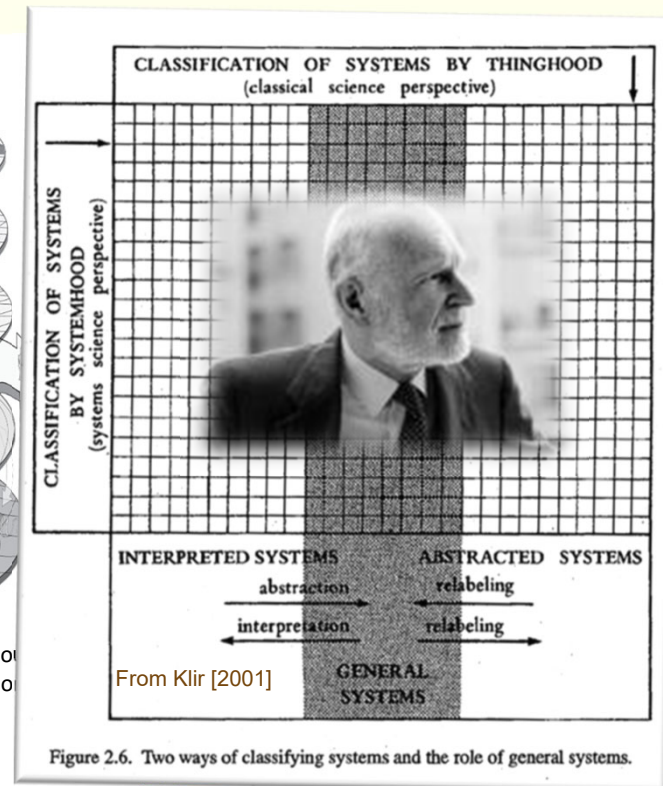 CLASSIFICATION OF SYSTEMS BY THINGHOOD
(classical science perspective)
CLASSIFICATION OF SYSTEMS
BY SYSTEMHOOD
(systems science perspective)
INTERPRETED SYSTEMS ABSTRACTED SYSTEMS
abstraction relabeling
interpretation relabeling
From Klir [2001]
GENERAL
SYSTEMS
Figure 2.6. Two ways of classifying systems and the role of general systems.